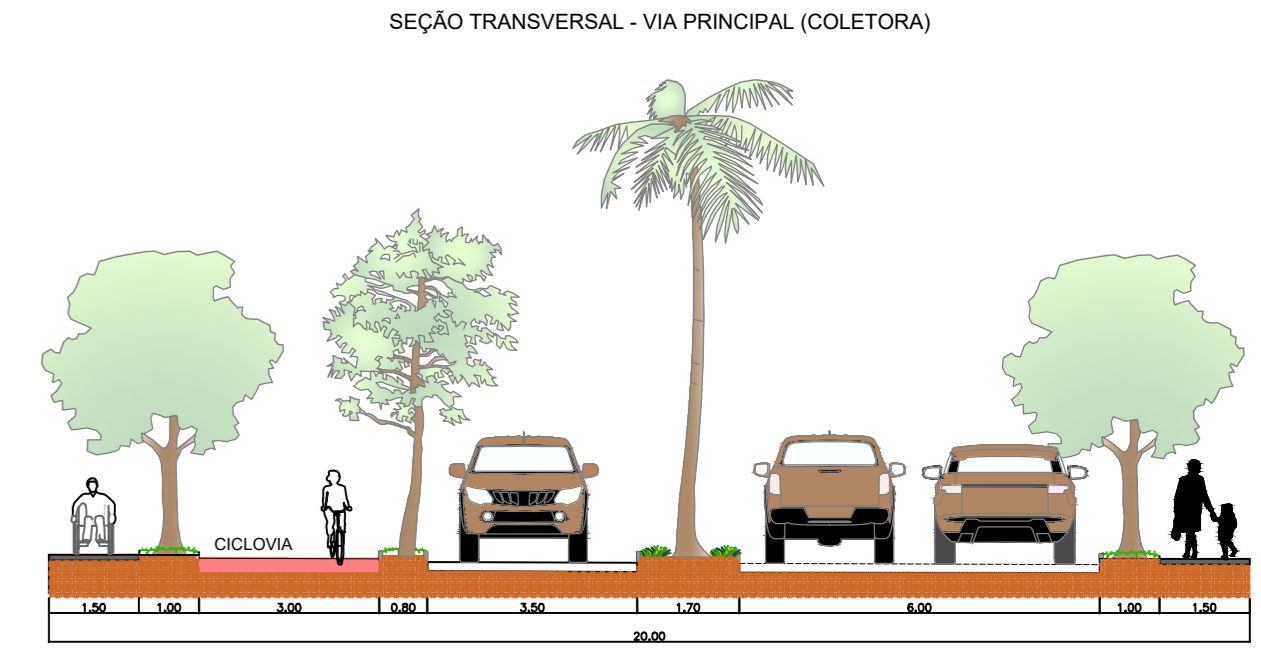 SEÇÃO TRANSVERSAL - VIA PRINCIPAL (COLETORA)
CICLOVIA
1.50 1.00 3.00 0.80 3.50 1.70 6.00 1.00 1.50
20.00